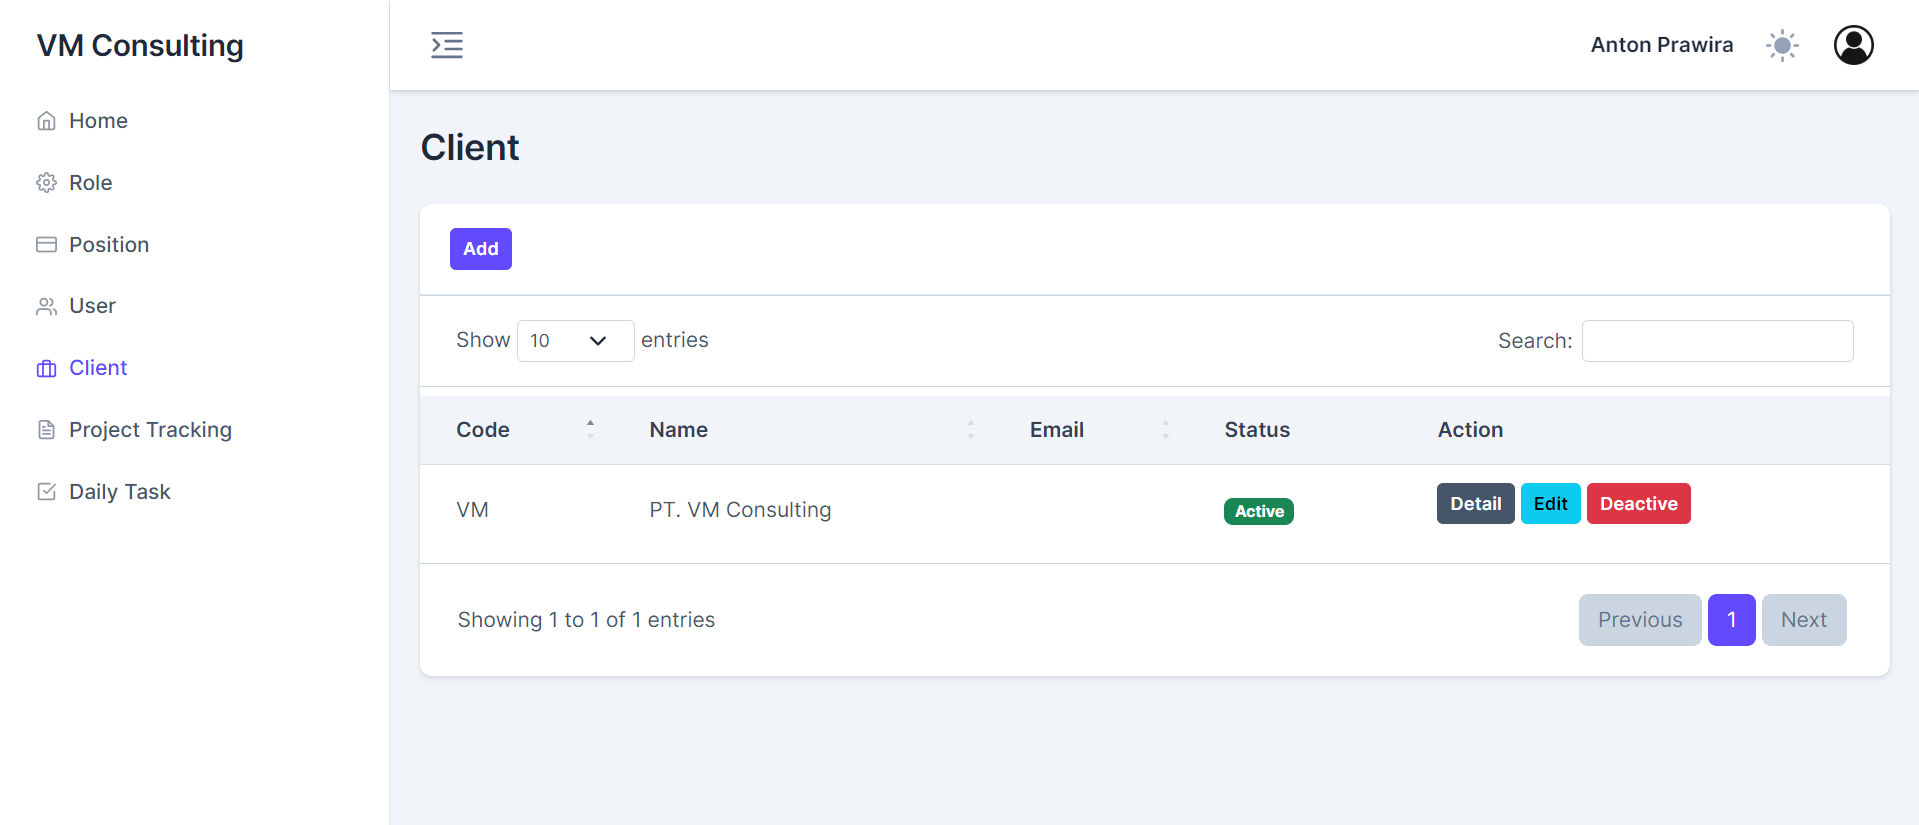 VM Consulting
Anton Prawira
Home
Role
Position
User
Client
Project Tracking
Daily Task
Client
Add
Show 10 entries
Search:
Code Name Email Status Action
VM PT. VM Consulting Active Detail Edit Deactive
Showing 1 to 1 of 1 entries
Previous 1 Next